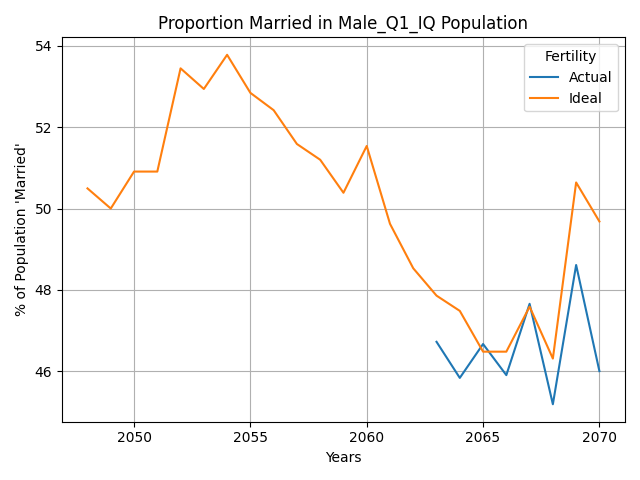 Proportion Married in Male_Q1_IQ Population
Fertility
Actual
Ideal
% of Population 'Married'
54
52
50
48
46
2050
2055
2060
2065
2070
Years